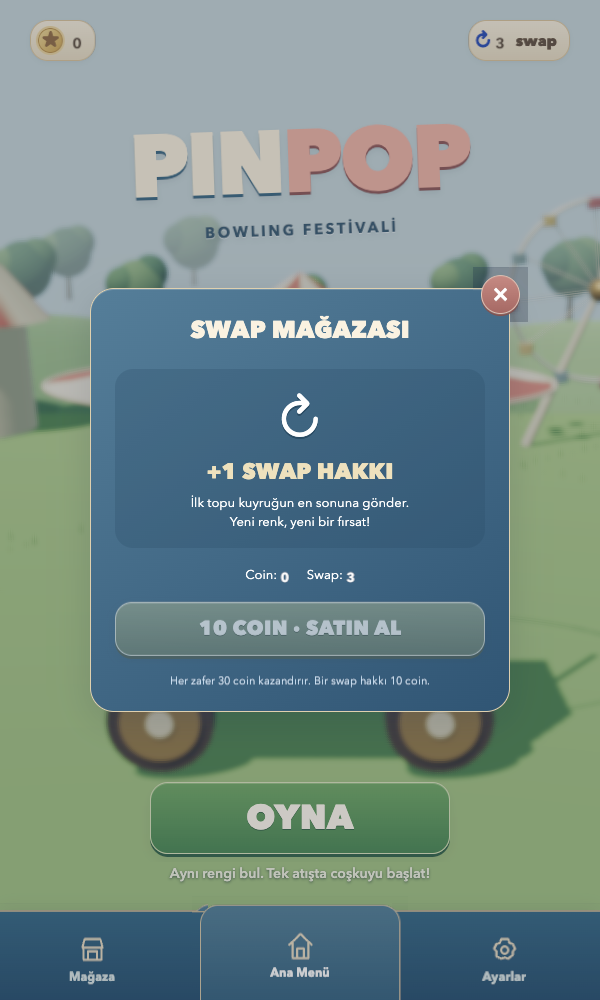 0
3 swap
PINPOP
BOWLING FESTİVALİ
SWAP MAĞAZASI
+1 SWAP HAKKI
İlk topu kuyruğun en sonuna gönder.
Yeni renk, yeni bir fırsat!
Coin: 0 Swap: 3
10 COIN • SATIN AL
Her zafer 30 coin kazandırır. Bir swap hakkı 10 coin.
OYNA
Aynı rengi bul. Tek atışta coşkuyu başlat!
Mağaza
Ana Menü
Ayarlar